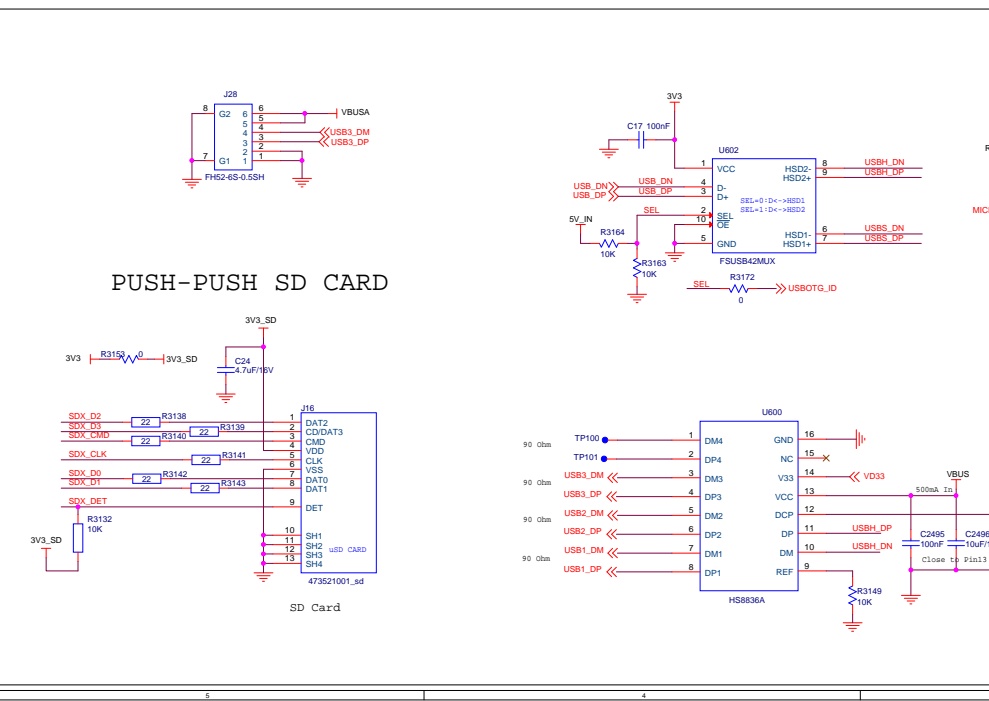 J28
8 G2 6 6 VBUSA
5 5
4 4 USB3_DM
3 3 USB3_DP
2 2
7 G1 1 1
FH52-6S-0.5SH
3V3
C17 100nF
U602
1 VCC HSD2- 8 USBH_DN
HSD2+ 9 USBH_DP
USB_DN USB_DN 4 D-
USB_DP USB_DP 3 D+
SEL=0:D<->HSD1
SEL=1:D<->HSD2
SEL 2 SEL
10 OE
HSD1- 6 USBS_DN
5 GND HSD1+ 7 USBS_DP
FSUSB42MUX
5V_IN
R3164
10K
R3163
10K
SEL R3172 USBOTG_ID
0
R
MIC
PUSH-PUSH SD CARD
3V3_SD
3V3 R3153 0 3V3_SD
C24
4.7uF/16V
J16
SDX_D2 22 R3138 1 DAT2
SDX_D3 22 R3139 2 CD/DAT3
SDX_CMD 22 R3140 3 CMD
4 VDD
SDX_CLK 22 R3141 5 CLK
6 VSS
SDX_D0 22 R3142 7 DAT0
SDX_D1 22 R3143 8 DAT1
SDX_DET 9 DET
R3132
10K
3V3_SD
10 SH1
11 SH2
12 SH3
13 SH4
uSD CARD
473521001_sd
SD Card
U600
TP100 1 DM4 GND 16
90 Ohm
TP101 2 DP4 NC 15
USB3_DM 3 DM3 V33 14 VD33
90 Ohm
USB3_DP 4 DP3 VCC 13 500mA In VBUS
USB2_DM 5 DM2 DCP 12
90 Ohm
USB2_DP 6 DP2 DP 11 USBH_DP
USB1_DM 7 DM1 DM 10 USBH_DN
90 Ohm
USB1_DP 8 DP1 REF 9
HS8836A
R3149
10K
C2495
100nF
C2496
10uF/1
Close to Pin13
5 4